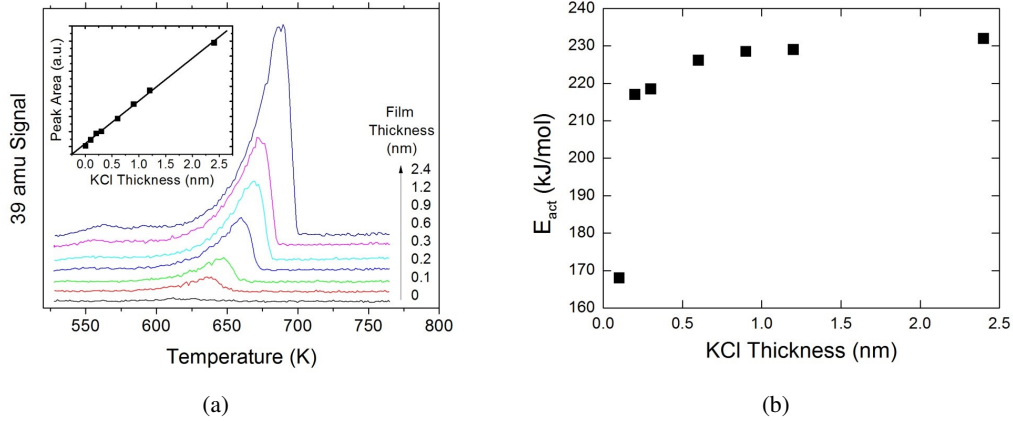 39 amu Signal
Peak Area (a.u.)
0.0 0.5 1.0 1.5 2.0 2.5
KCl Thickness (nm)
Film
Thickness
(nm)
2.4
1.2
0.9
0.6
0.3
0.2
0.1
0
550 600 650 700 750 800
Temperature (K)
(a)
E_act (kJ/mol)
240
230
220
210
200
190
180
170
160
0.0 0.5 1.0 1.5 2.0 2.5
KCl Thickness (nm)
(b)